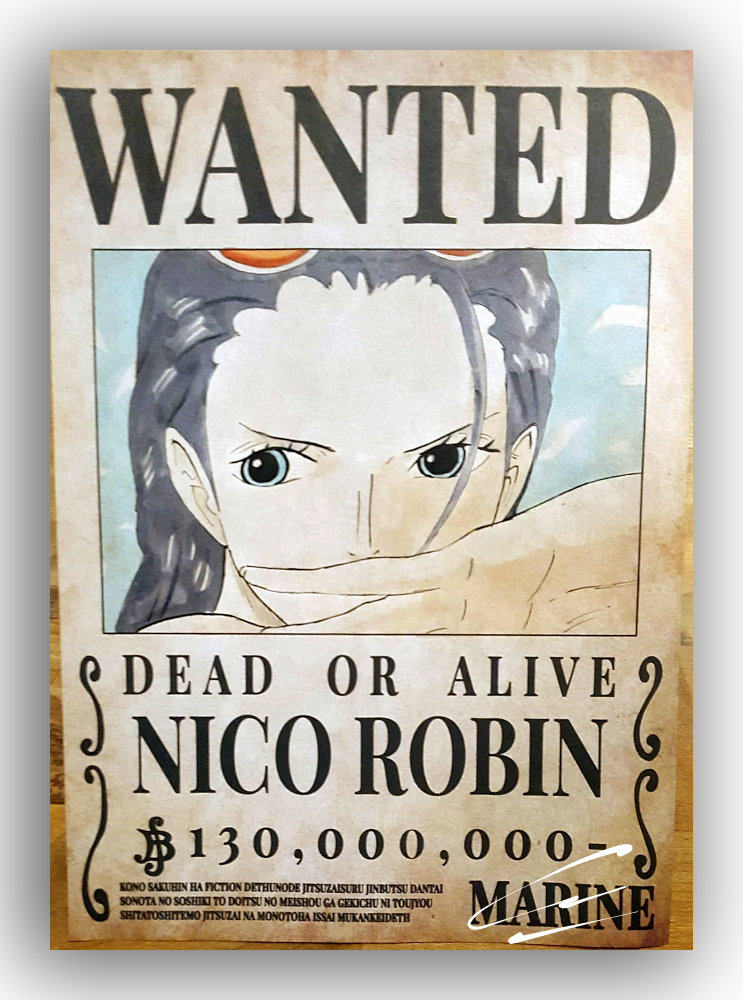 WANTED
DEAD OR ALIVE
NICO ROBIN
฿130,000,000-
KONO SAKUHIN HA FICTION DETHUNODE JITSUZAISURU JINBUTSU DANTAI
SONOTA NO SOSHIKI TO DOITSU NO MEISHOU GA GEKICHU NI TOUJYOU
SHITATOSHITEMO JITSUZAI NA MONOTOHA ISSAI MUKANKEIDETH
MARINE